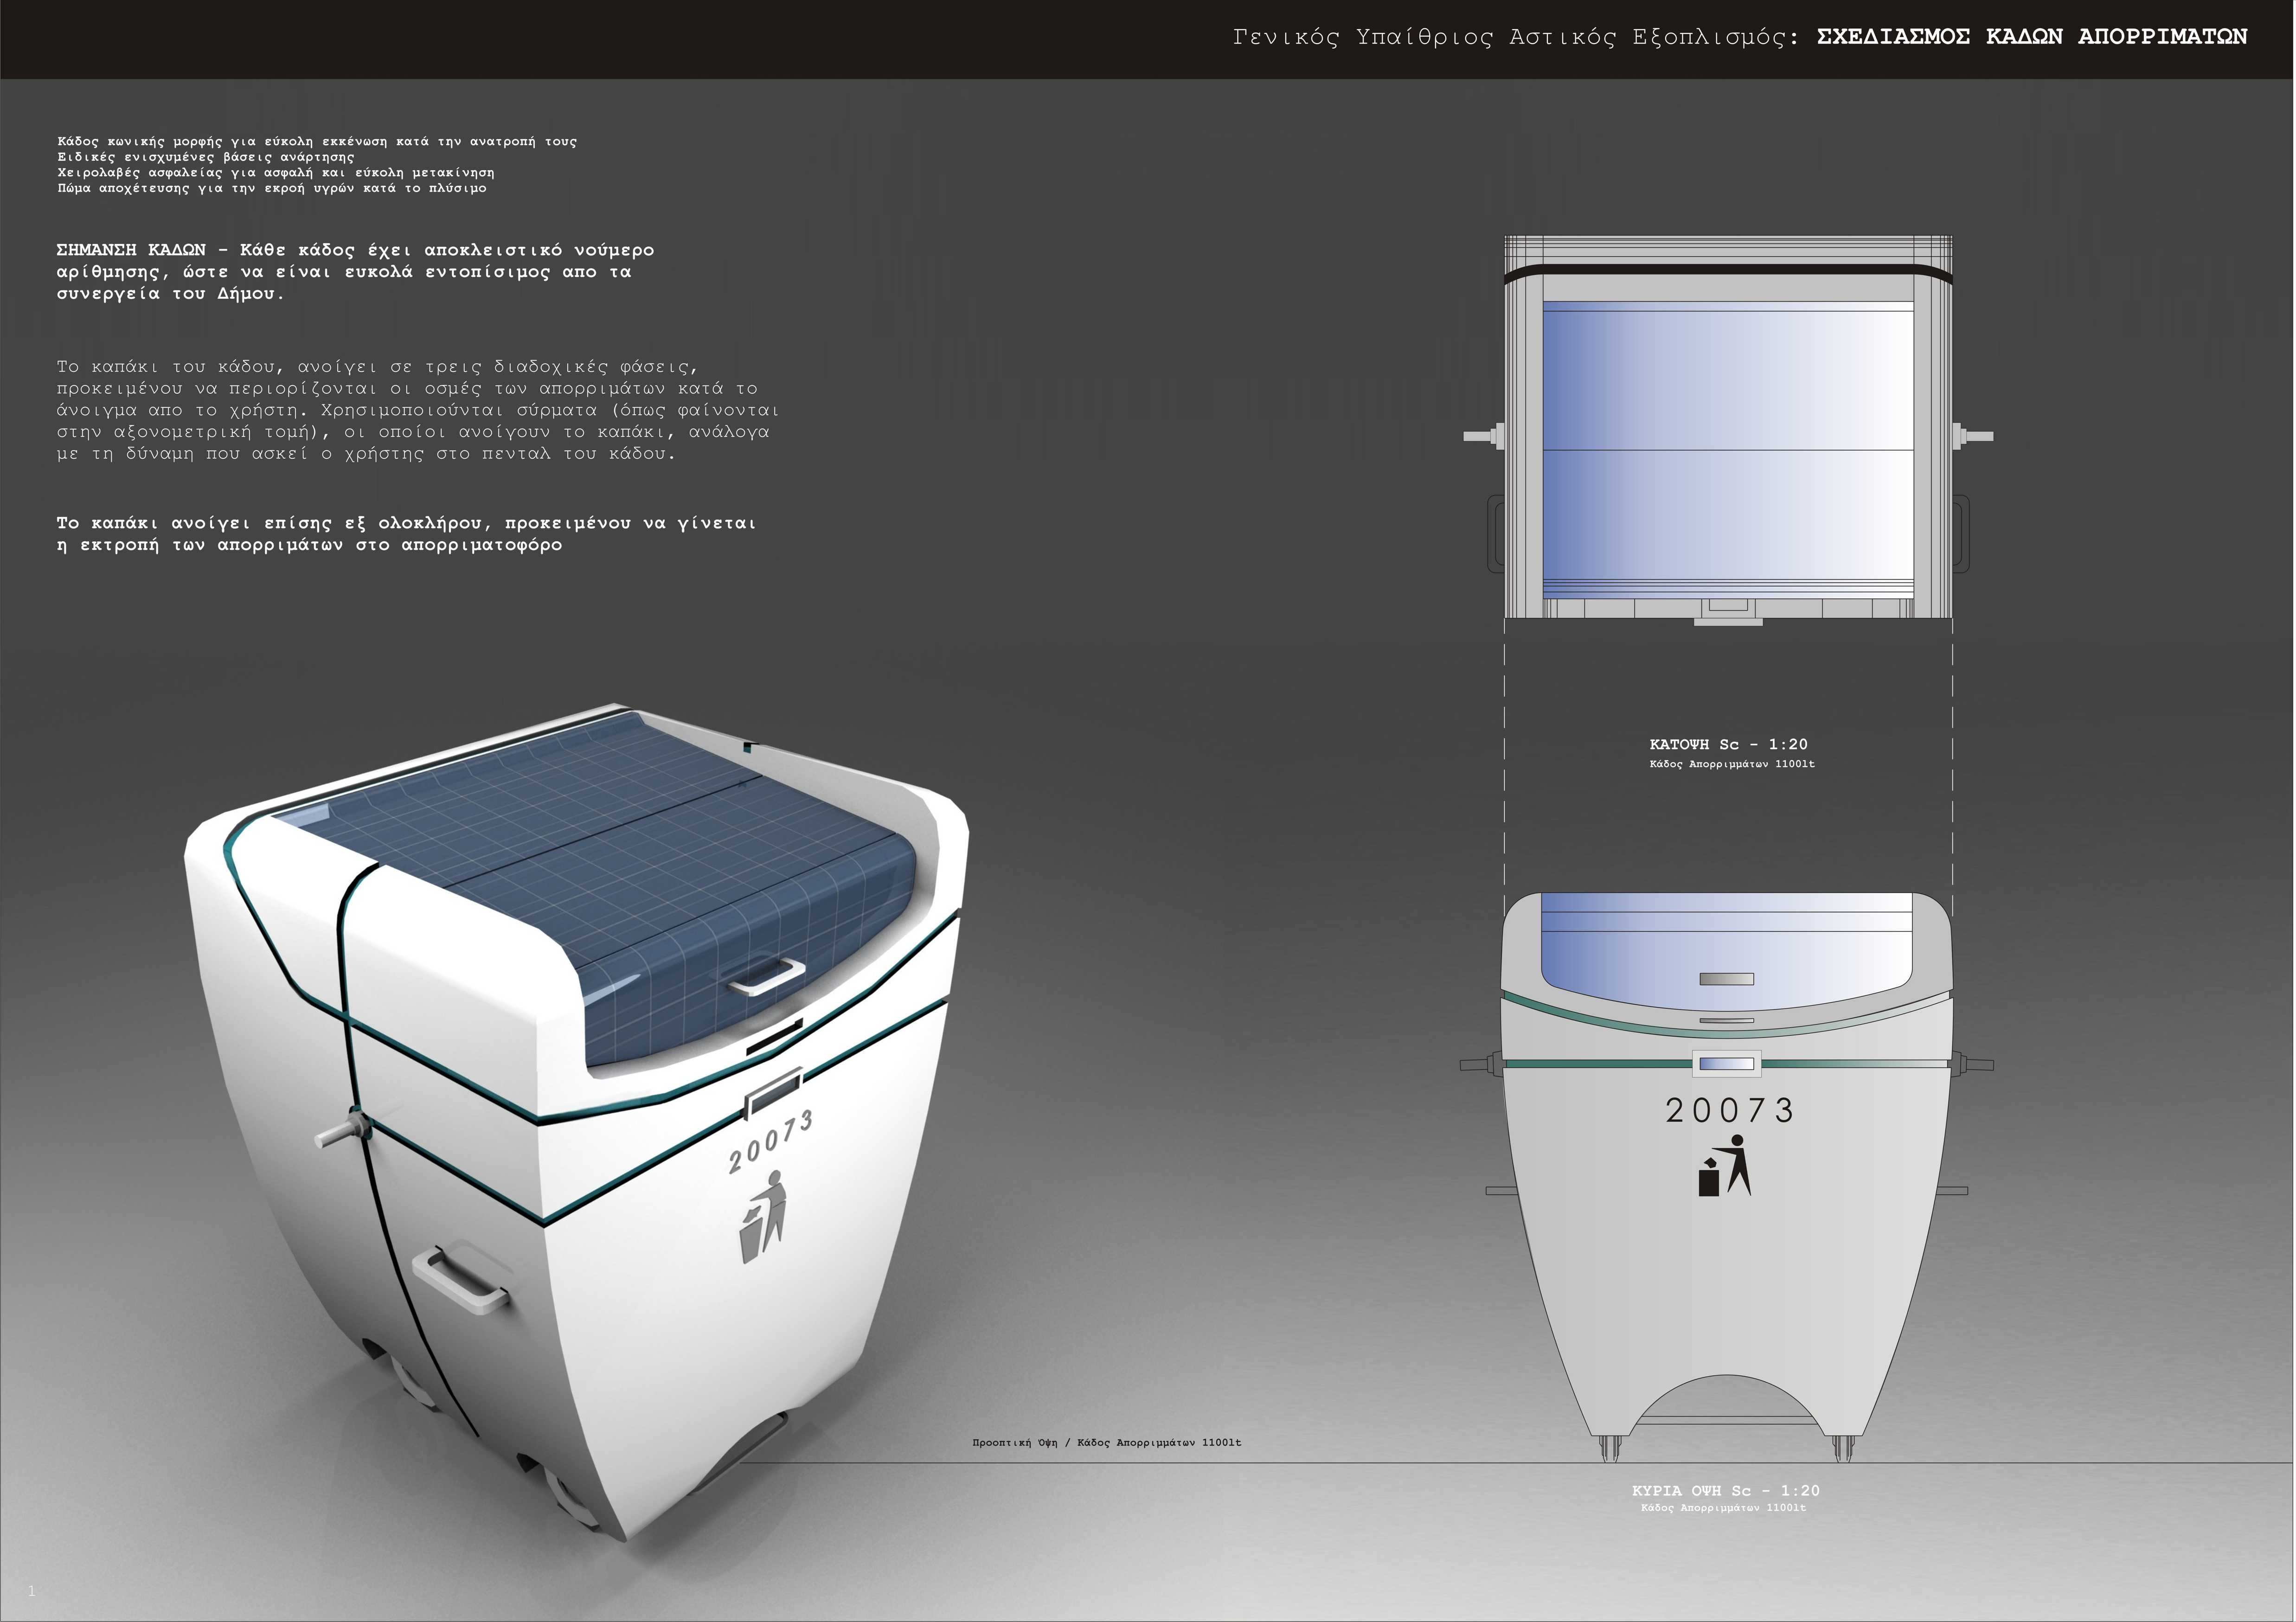 Γενικός Υπαίθριος Αστικός Εξοπλισμός: ΣΧΕΔΙΑΣΜΟΣ ΚΑΔΩΝ ΑΠΟΡΡΙΜΑΤΩΝ
Κάδος κωνικής μορφής για εύκολη εκκένωση κατά την ανατροπή τους
Ειδικές ενισχυμένες βάσεις ανάρτησης
Χειρολαβές ασφαλείας για ασφαλή και εύκολη μετακίνηση
Πώμα αποχέτευσης για την εκροή υγρών κατά το πλύσιμο
ΣΗΜΑΝΣΗ ΚΑΔΩΝ - Κάθε κάδος έχει αποκλειστικό νούμερο
αρίθμησης, ώστε να είναι ευκολά εντοπίσιμος απο τα
συνεργεία του Δήμου.
Το καπάκι του κάδου, ανοίγει σε τρεις διαδοχικές φάσεις,
προκειμένου να περιορίζονται οι οσμές των απορριμάτων κατά το
άνοιγμα απο το χρήστη. Χρησιμοποιούνται σύρματα (όπως φαίνονται
στην αξονομετρική τομή), οι οποίοι ανοίγουν το καπάκι, ανάλογα
με τη δύναμη που ασκεί ο χρήστης στο πενταλ του κάδου.
Το καπάκι ανοίγει επίσης εξ ολοκλήρου, προκειμένου να γίνεται
η εκτροπή των απορριμάτων στο απορριματοφόρο
ΚΑΤΟΨΗ Sc - 1:20
Κάδος Απορριμμάτων 1100lt
20073
20073
Προοπτική Όψη / Κάδος Απορριμμάτων 1100lt
ΚΥΡΙΑ ΟΨΗ Sc - 1:20
Κάδος Απορριμμάτων 1100lt
1